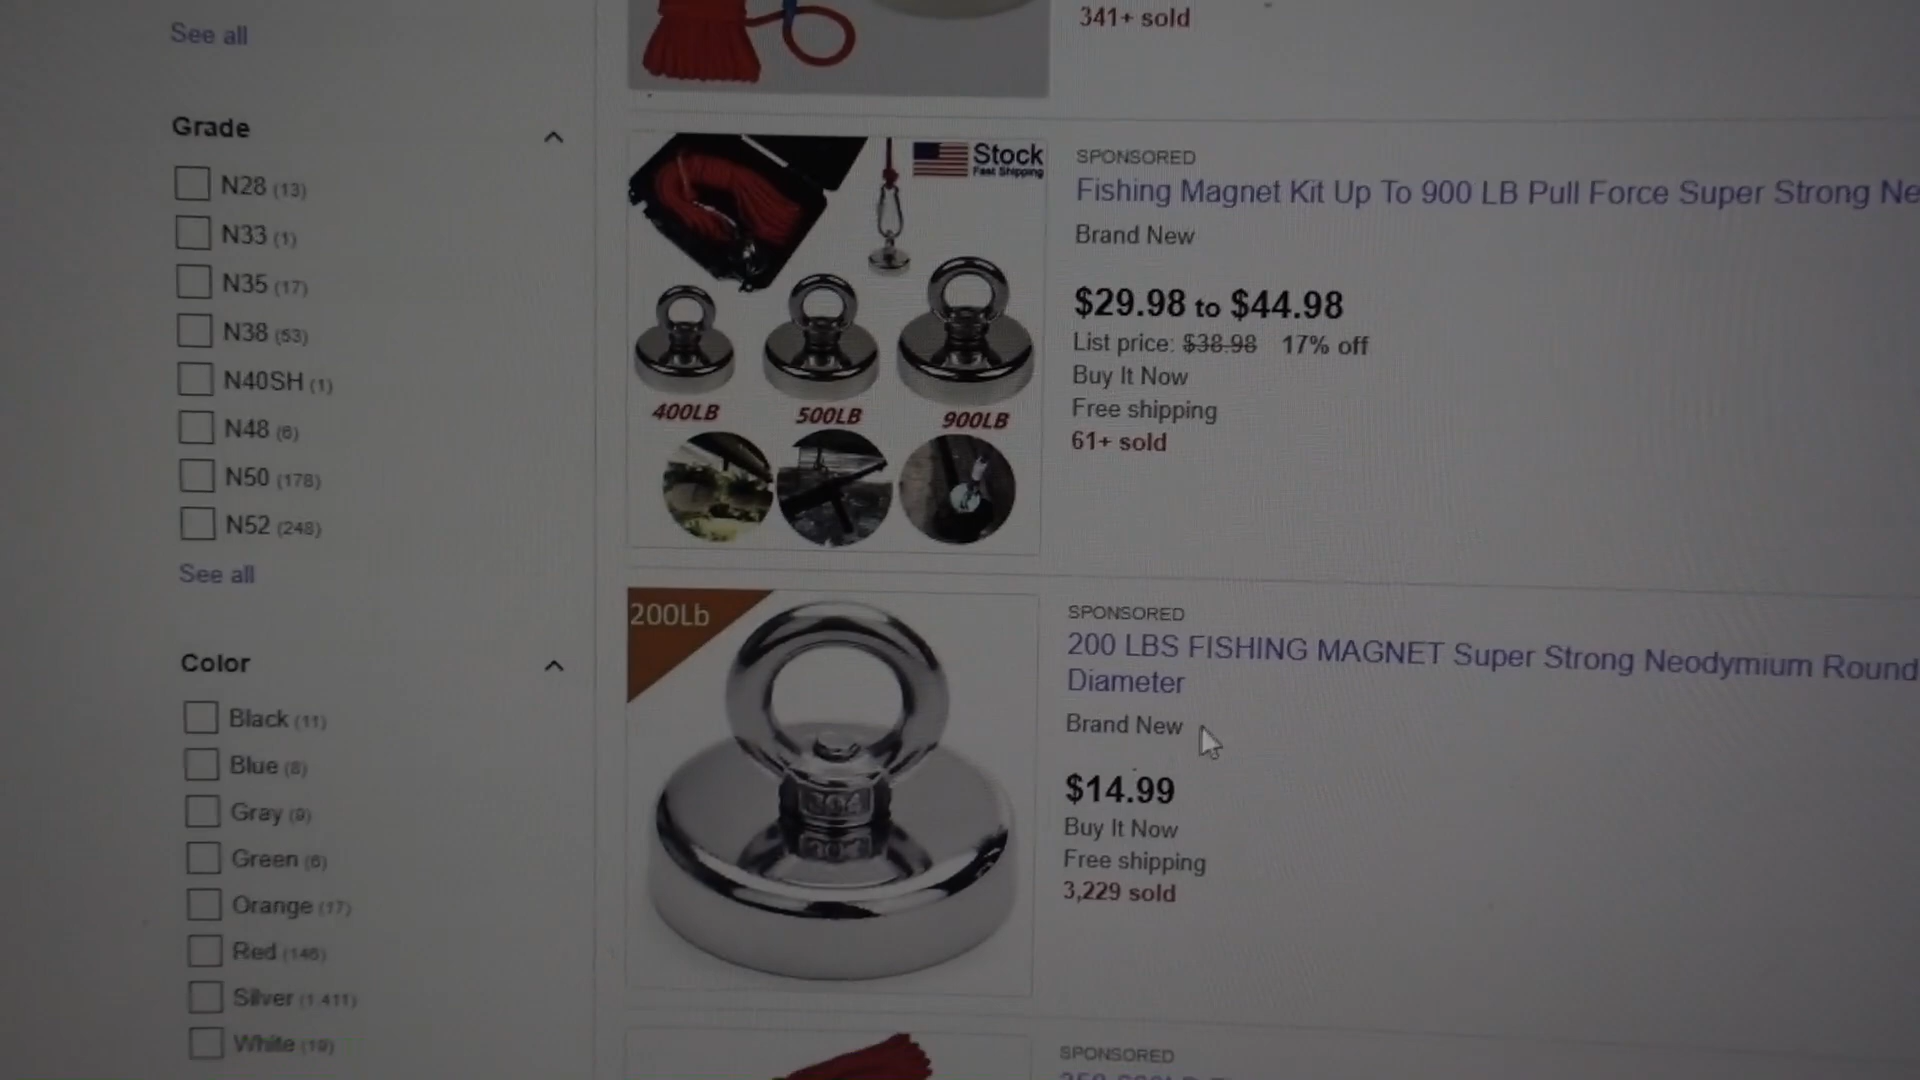 See all
Grade
N28 (13)
N33 (1)
N35 (17)
N38 (53)
N40SH (1)
N48 (6)
N50 (178)
N52 (248)
See all
Color
Black (11)
Blue (8)
Gray (9)
Green (6)
Orange (17)
Red (146)
Silver (1,411)
White (19)
341+ sold
Stock
Fast Shipping
400LB 500LB 900LB
SPONSORED
Fishing Magnet Kit Up To 900 LB Pull Force Super Strong Ne
Brand New
$29.98 to $44.98
List price: $38.98 17% off
Buy It Now
Free shipping
61+ sold
200Lb
304
SPONSORED
200 LBS FISHING MAGNET Super Strong Neodymium Round
Diameter
Brand New
$14.99
Buy It Now
Free shipping
3,229 sold
SPONSORED